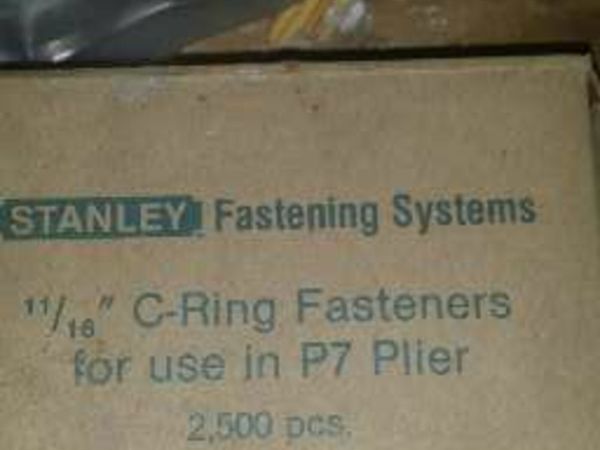 STANLEY Fastening Systems
11/16" C-Ring Fasteners
for use in P7 Plier
2,500 pcs.